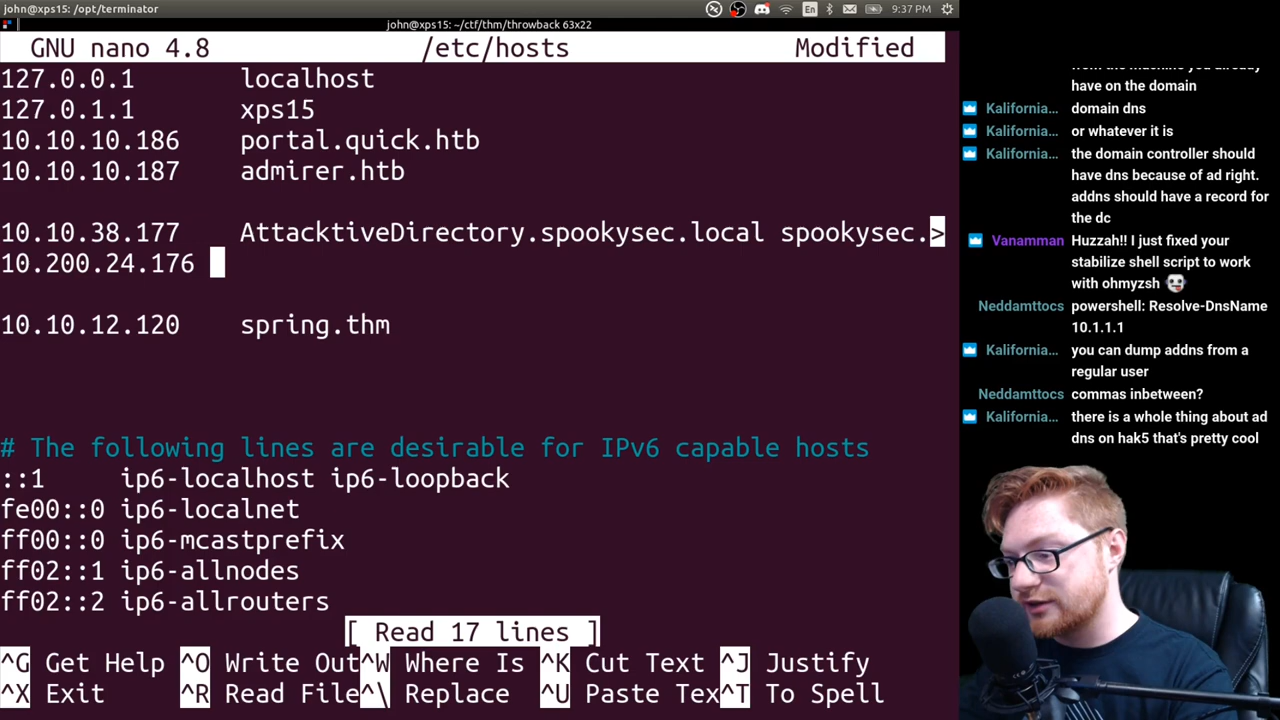 john@xps15: /opt/terminator
En
9:37 PM
john@xps15: ~/ctf/thm/throwback 63x22
GNU nano 4.8 /etc/hosts Modified
127.0.0.1 localhost
127.0.1.1 xps15
10.10.10.186 portal.quick.htb
10.10.10.187 admirer.htb
10.10.38.177 AttacktiveDirectory.spookysec.local spookysec.>
10.200.24.176
10.10.12.120 spring.thm
# The following lines are desirable for IPv6 capable hosts
::1 ip6-localhost ip6-loopback
fe00::0 ip6-localnet
ff00::0 ip6-mcastprefix
ff02::1 ip6-allnodes
ff02::2 ip6-allrouters
[ Read 17 lines ]
^G Get Help ^O Write Out ^W Where Is ^K Cut Text ^J Justify
^X Exit ^R Read File ^\ Replace ^U Paste Tex ^T To Spell
have on the domain
Kalifornia… domain dns
Kalifornia… or whatever it is
Kalifornia… the domain controller should
have dns because of ad right.
addns should have a record for
the dc
Vanamman Huzzah!! I just fixed your
stabilize shell script to work
with ohmyzsh
Neddamttocs powershell: Resolve-DnsName
10.1.1.1
Kalifornia… you can dump addns from a
regular user
Neddamttocs commas inbetween?
Kalifornia… there is a whole thing about ad
dns on hak5 that's pretty cool